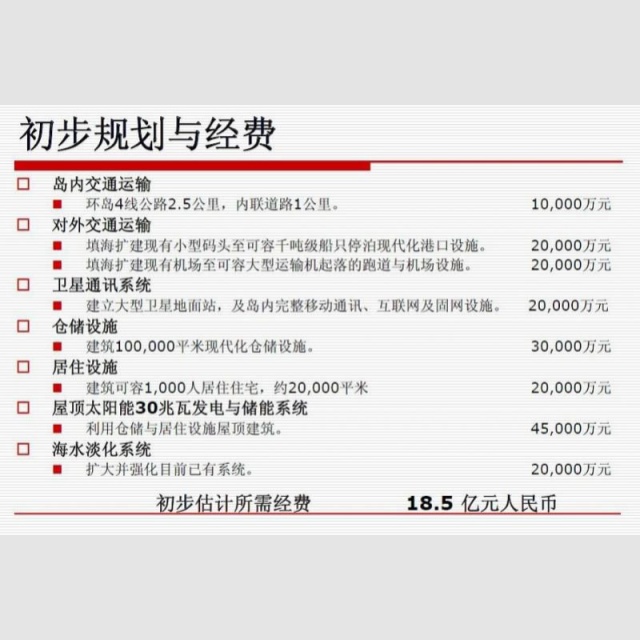 初步规划与经费
岛内交通运输
环岛4线公路2.5公里，内联道路1公里。 10,000万元
对外交通运输
填海扩建现有小型码头至可容千吨级船只停泊现代化港口设施。 20,000万元
填海扩建现有机场至可容大型运输机起落的跑道与机场设施。 20,000万元
卫星通讯系统
建立大型卫星地面站，及岛内完整移动通讯、互联网及固网设施。 20,000万元
仓储设施
建筑100,000平米现代化仓储设施。 30,000万元
居住设施
建筑可容1,000人居住住宅，约20,000平米 20,000万元
屋顶太阳能30兆瓦发电与储能系统
利用仓储与居住设施屋顶建筑。 45,000万元
海水淡化系统
扩大并强化目前已有系统。 20,000万元
初步估计所需经费 18.5 亿元人民币